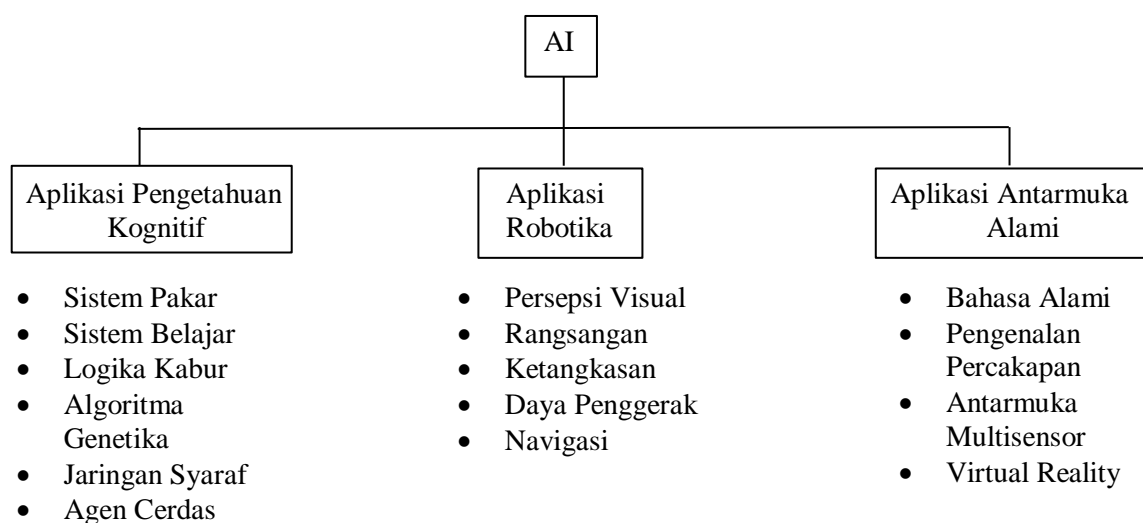 AI
Aplikasi Pengetahuan
Kognitif
• Sistem Pakar
• Sistem Belajar
• Logika Kabur
• Algoritma
Genetika
• Jaringan Syaraf
• Agen Cerdas
Aplikasi
Robotika
• Persepsi Visual
• Rangsangan
• Ketangkasan
• Daya Penggerak
• Navigasi
Aplikasi Antarmuka
Alami
• Bahasa Alami
• Pengenalan
Percakapan
• Antarmuka
Multisensor
• Virtual Reality